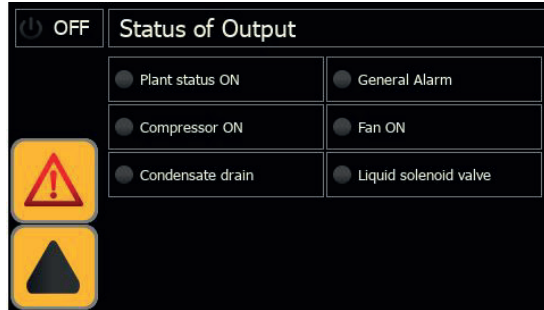 OFF Status of Output
Plant status ON General Alarm
Compressor ON Fan ON
Condensate drain Liquid solenoid valve